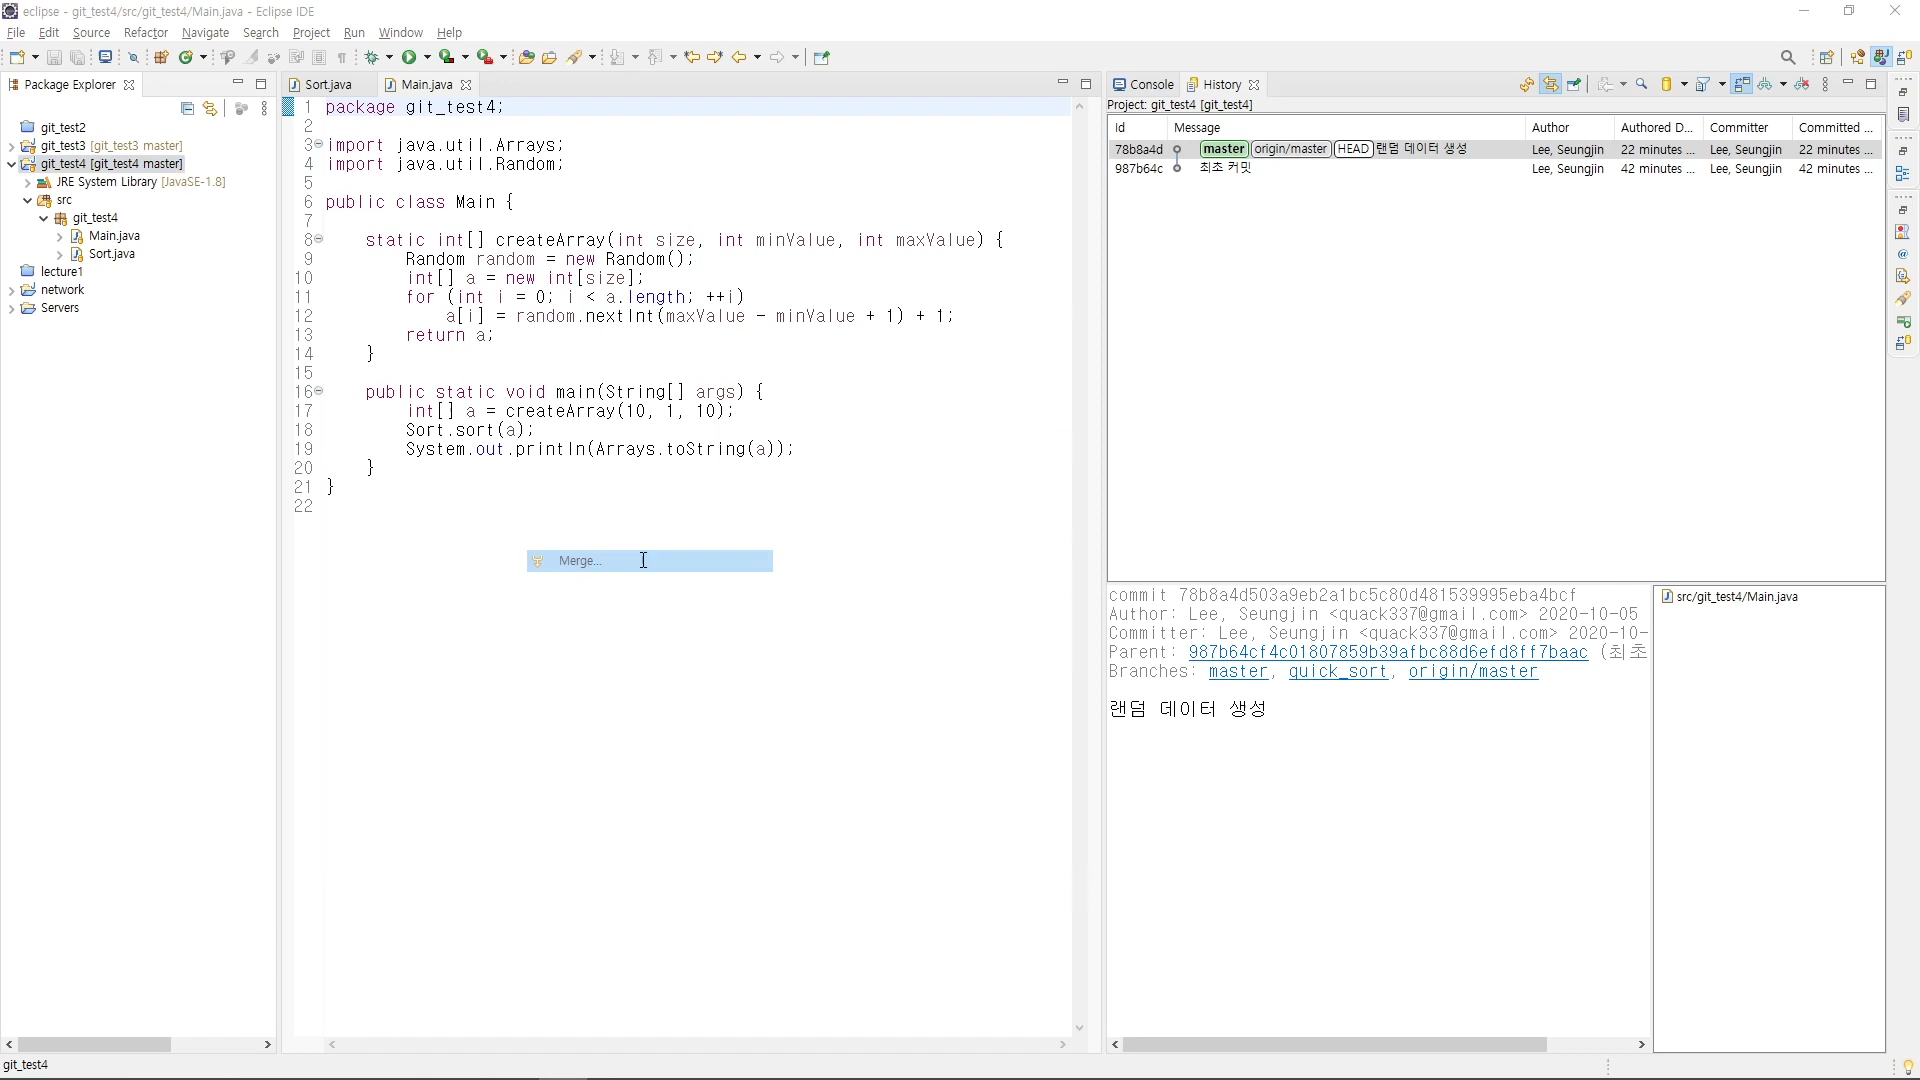 eclipse - git_test4/src/git_test4/Main.java - Eclipse IDE
File Edit Source Refactor Navigate Search Project Run Window Help
Package Explorer
git_test2
git_test3 [git_test3 master]
git_test4 [git_test4 master]
JRE System Library [JavaSE-1.8]
src
git_test4
Main.java
Sort.java
lecture1
network
Servers
Sort.java Main.java
1 package git_test4;
2
3 import java.util.Arrays;
4 import java.util.Random;
5
6 public class Main {
7
8 static int[] createArray(int size, int minValue, int maxValue) {
9 Random random = new Random();
10 int[] a = new int[size];
11 for (int i = 0; i < a.length; ++i)
12 a[i] = random.nextInt(maxValue - minValue + 1) + 1;
13 return a;
14 }
15
16 public static void main(String[] args) {
17 int[] a = createArray(10, 1, 10);
18 Sort.sort(a);
19 System.out.println(Arrays.toString(a));
20 }
21 }
22
Merge...
Console History
Project: git_test4 [git_test4]
Id Message Author Authored D... Committer Committed ...
78b8a4d master origin/master HEAD 랜덤 데이터 생성 Lee, Seungjin 22 minutes ... Lee, Seungjin 22 minutes ...
987b64c 최초 커밋 Lee, Seungjin 42 minutes ... Lee, Seungjin 42 minutes ...
commit 78b8a4d503a9eb2a1bc5c80d481539995eba4bcf
Author: Lee, Seungjin <quack337@gmail.com> 2020-10-05
Committer: Lee, Seungjin <quack337@gmail.com> 2020-10-
Parent: 987b64cf4c01807859b39afbc88d6efd8ff7baac (최초
Branches: master, quick_sort, origin/master
랜덤 데이터 생성
src/git_test4/Main.java
git_test4